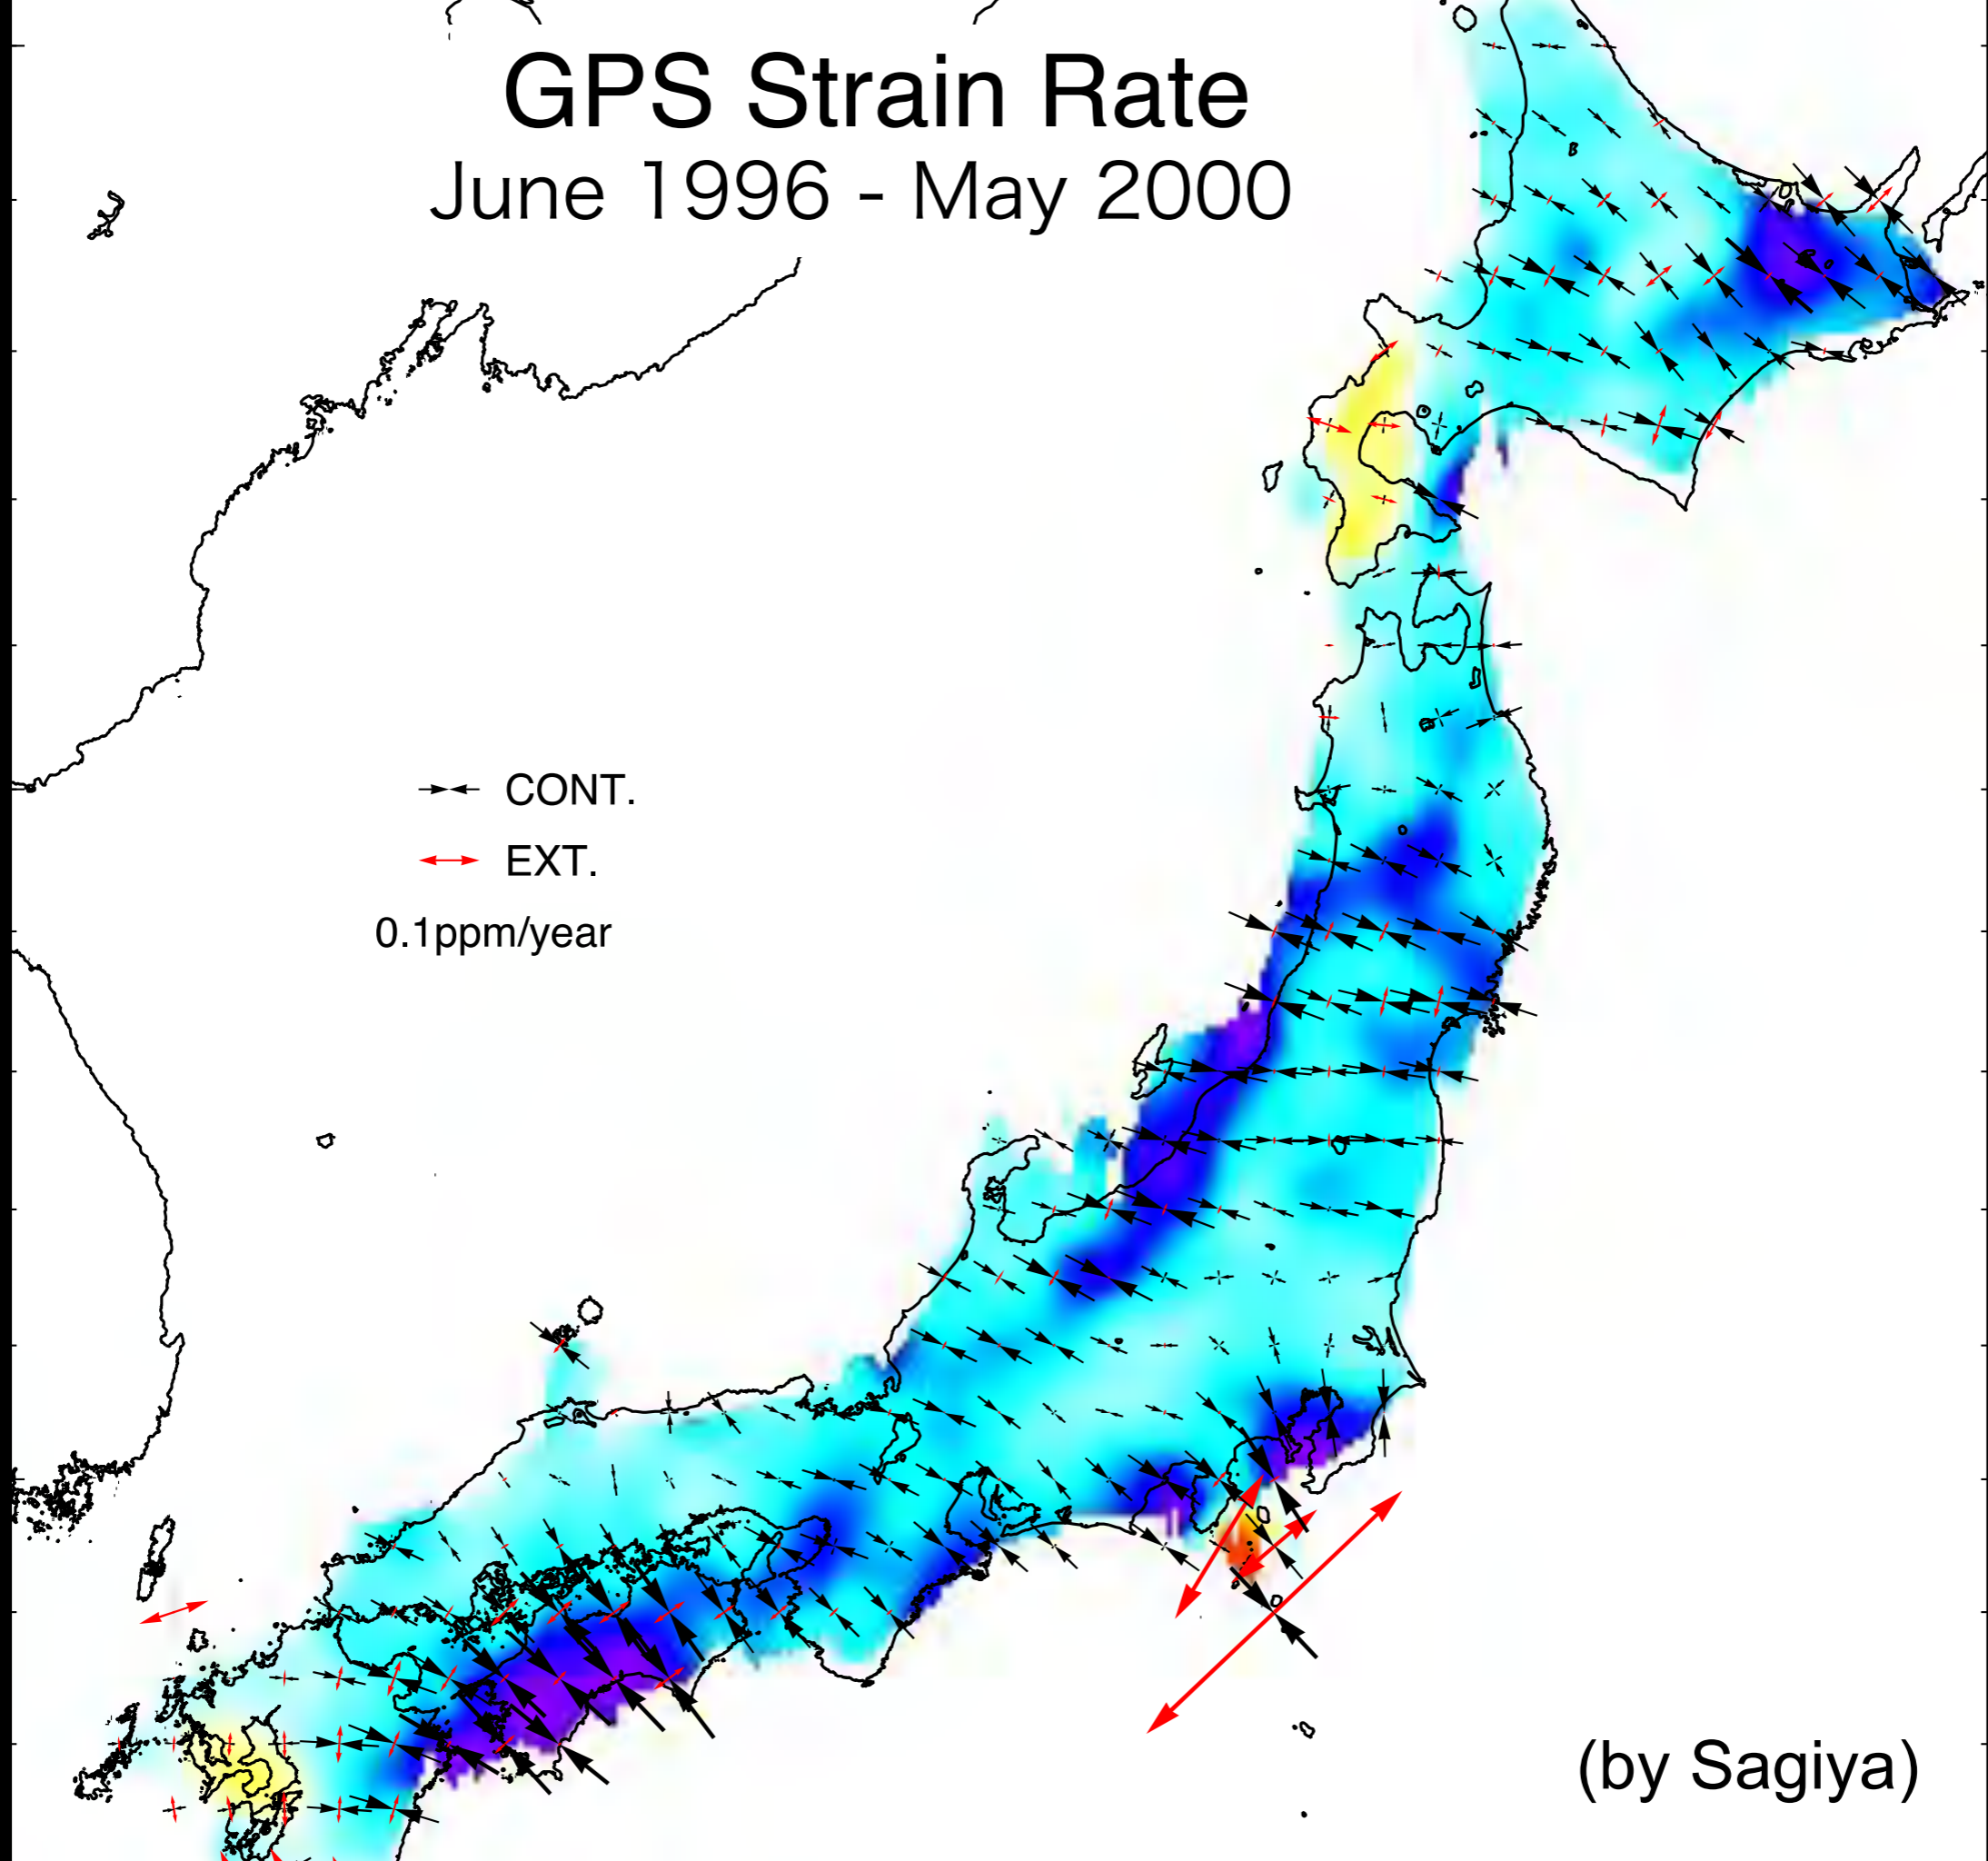 GPS Strain Rate
June 1996 - May 2000
CONT.
EXT.
0.1ppm/year
(by Sagiya)